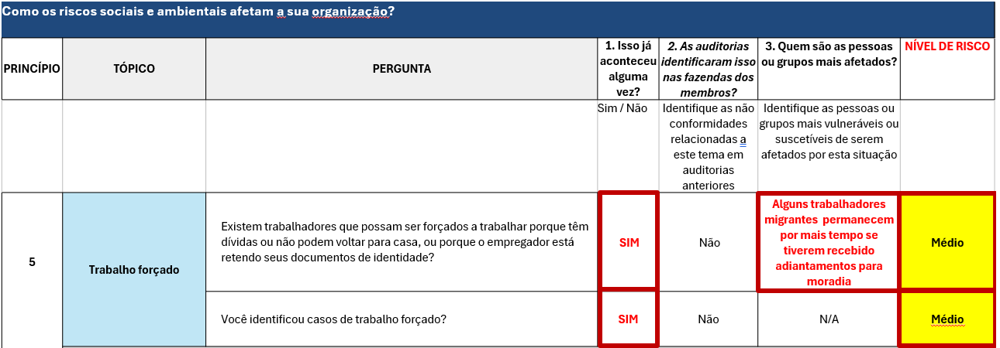 Como os riscos sociais e ambientais afetam a sua organização?
PRINCÍPIO
TÓPICO
PERGUNTA
1. Isso já
aconteceu
alguma
vez?
2. As auditorias
identificaram isso
nas fazendas dos
membros?
3. Quem são as pessoas
ou grupos mais afetados?
NÍVEL DE RISCO
Sim / Não
Identifique as não
conformidades
relacionadas a
este tema em
auditorias
anteriores
Identifique as pessoas ou
grupos mais vulneráveis ou
suscetíveis de serem
afetados por esta situação
5
Trabalho forçado
Existem trabalhadores que possam ser forçados a trabalhar porque têm
dívidas ou não podem voltar para casa, ou porque o empregador está
retendo seus documentos de identidade?
SIM
Não
Alguns trabalhadores
migrantes permanecem
por mais tempo se
tiverem recebido
adiantamentos para
moradia
Médio
Você identificou casos de trabalho forçado?
SIM
Não
N/A
Médio